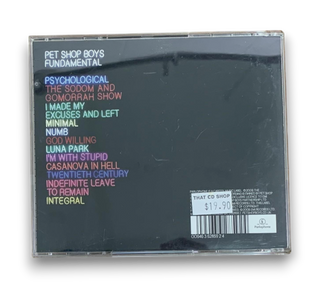 PET SHOP BOYS
FUNDAMENTAL
PSYCHOLOGICAL
THE SODOM AND
GOMORRAH SHOW
I MADE MY
EXCUSES AND LEFT
MINIMAL
NUMB
GOD WILLING
LUNA PARK
I'M WITH STUPID
CASANOVA IN HELL
TWENTIETH CENTURY
INDEFINITE LEAVE
TO REMAIN
INTEGRAL
THAT CD SHOP
$19.90
Parlophone